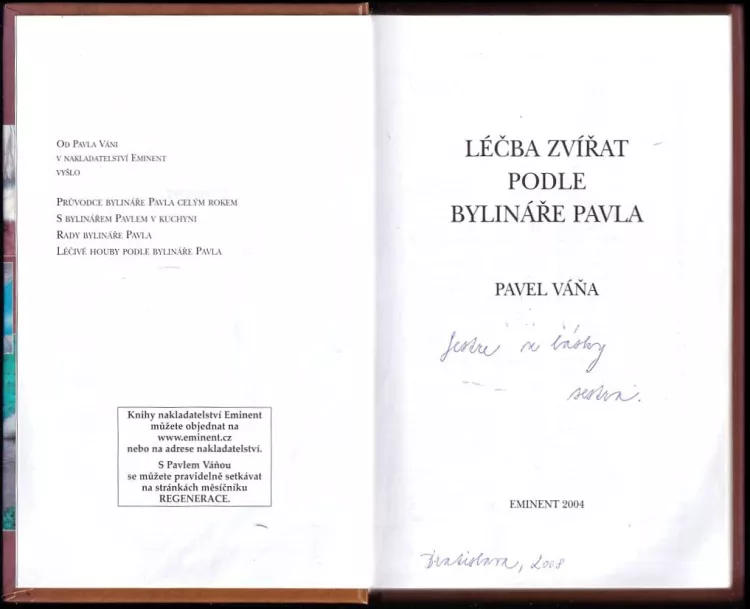 Od Pavla Váni
v nakladatelství Eminent
vyšlo
Průvodce bylináře Pavla celým rokem
S bylinářem Pavlem v kuchyni
Rady bylináře Pavla
Léčivé houby podle bylináře Pavla
Knihy nakladatelství Eminent
můžete objednat na
www.eminent.cz
nebo na adrese nakladatelství.
S Pavlem Váňou
se můžete pravidelně setkávat
na stránkách měsíčníku
REGENERACE.
LÉČBA ZVÍŘAT
PODLE
BYLINÁŘE PAVLA
PAVEL VÁŇA
sestra.
EMINENT 2004
Bratislava, 2008